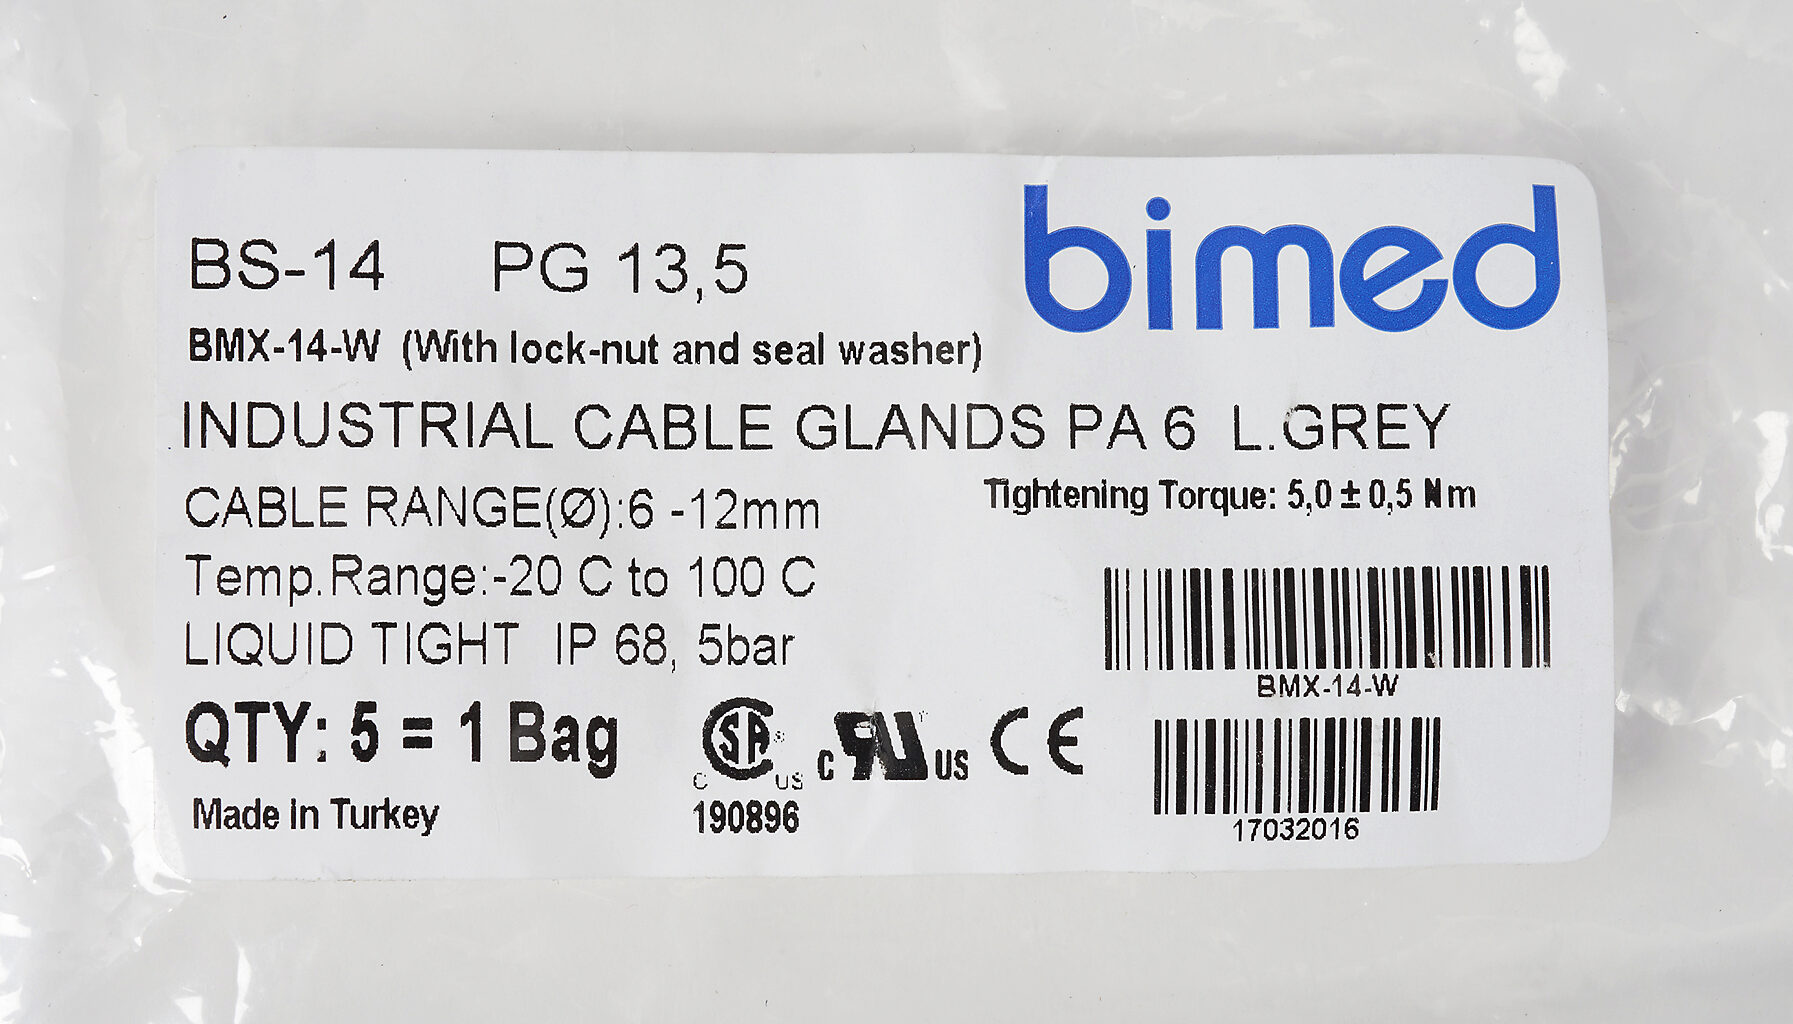 bimed
BS-14 PG 13,5
BMX-14-W (With lock-nut and seal washer)
INDUSTRIAL CABLE GLANDS PA 6 L.GREY
CABLE RANGE(Ø):6 -12mm
Tightening Torque: 5,0 ± 0,5 Nm
Temp.Range:-20 C to 100 C
LIQUID TIGHT IP 68, 5bar
BMX-14-W
QTY: 5 = 1 Bag
C SA ® C US
c UL US
CE
Made in Turkey
190896
17032016